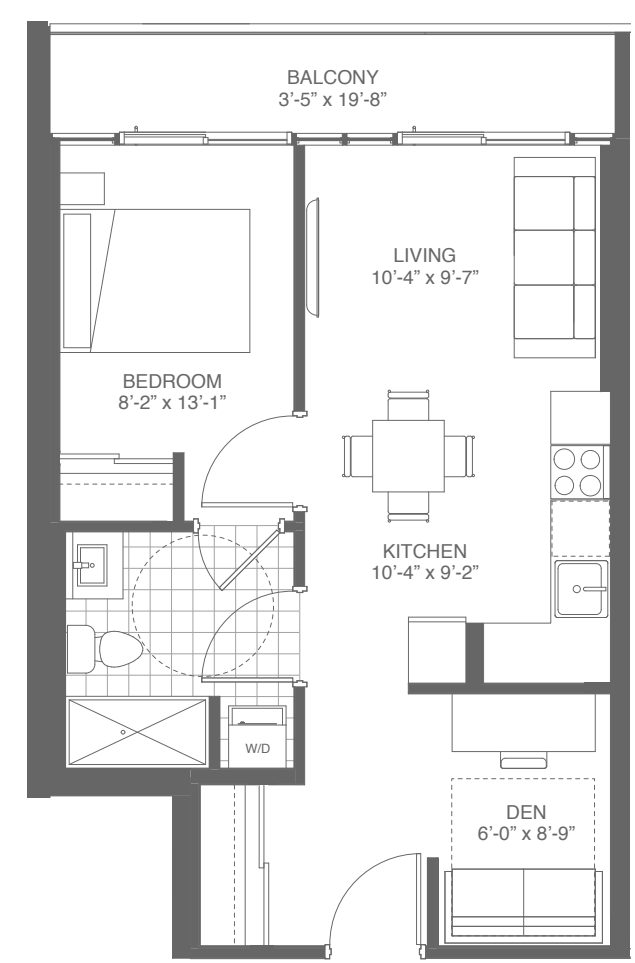 BALCONY
3’-5” x 19’-8”
LIVING
10’-4” x 9’-7”
BEDROOM
8’-2” x 13’-1”
KITCHEN
10’-4” x 9’-2”
W/D
DEN
6’-0” x 8’-9”